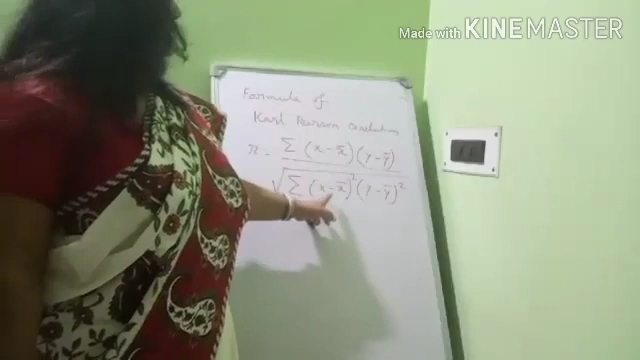 Made with KINEMASTER
Formula of
Karl Pearson Correlation
r = Σ (x - x̄) (y - ȳ)
√Σ (x - x̄)² (y - ȳ)²